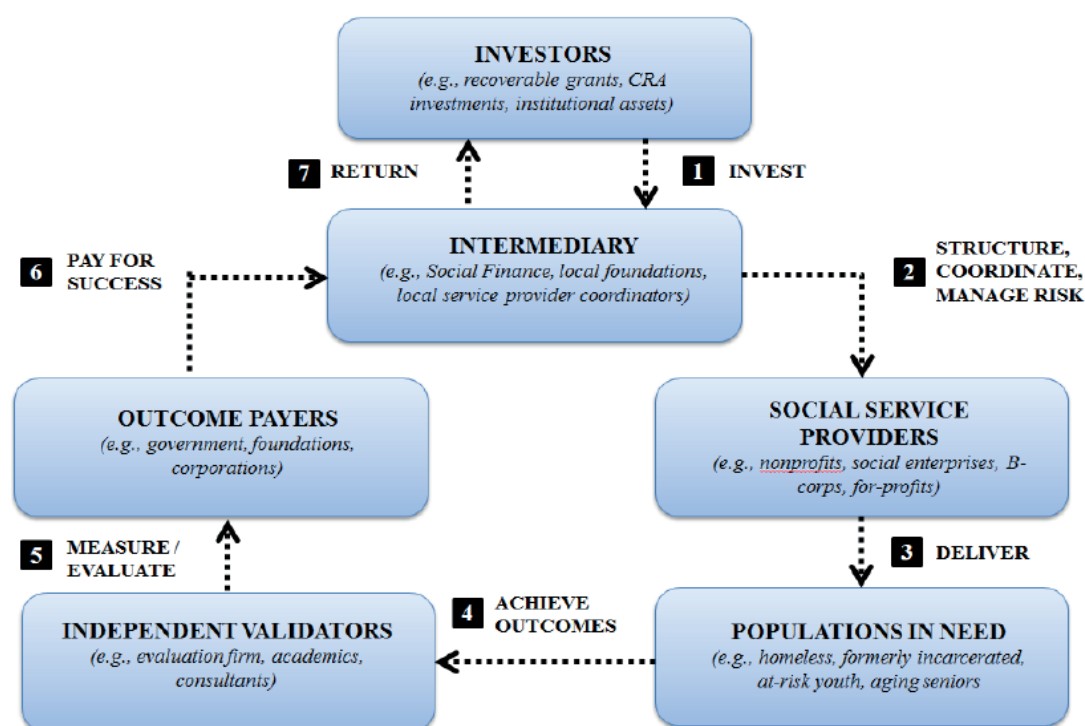 INVESTORS
(e.g., recoverable grants, CRA
investments, institutional assets)
7 RETURN
1 INVEST
INTERMEDIARY
(e.g., Social Finance, local foundations,
local service provider coordinators)
6 PAY FOR
SUCCESS
2 STRUCTURE,
COORDINATE,
MANAGE RISK
OUTCOME PAYERS
(e.g., government, foundations,
corporations)
SOCIAL SERVICE
PROVIDERS
(e.g., nonprofits, social enterprises, B-
corps, for-profits)
5 MEASURE /
EVALUATE
3 DELIVER
INDEPENDENT VALIDATORS
(e.g., evaluation firm, academics,
consultants)
4 ACHIEVE
OUTCOMES
POPULATIONS IN NEED
(e.g., homeless, formerly incarcerated,
at-risk youth, aging seniors